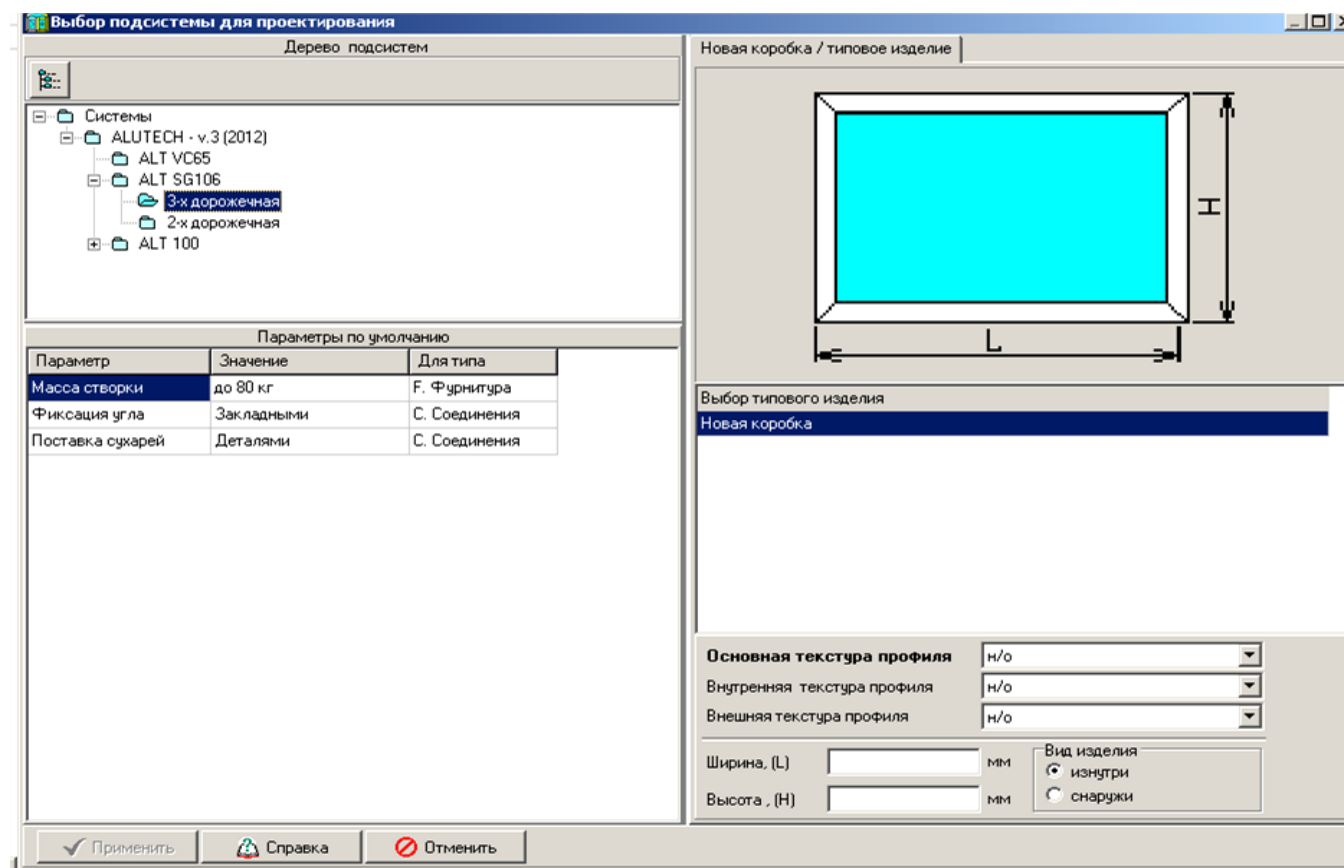 Выбор подсистемы для проектирования
Дерево подсистем
Системы
ALUTECH - v.3 (2012)
ALT VC65
ALT SG106
3-х дорожечная
2-х дорожечная
ALT 100
Параметры по умолчанию
Параметр Значение Для типа
Масса створки до 80 кг F. Фурнитура
Фиксация угла Закладными C. Соединения
Поставка сухарей Деталями C. Соединения
Новая коробка / типовое изделие
H
L
Выбор типового изделия
Новая коробка
Основная текстура профиля н/о
Внутренняя текстура профиля н/о
Внешняя текстура профиля н/о
Ширина, (L) мм
Высота , (H) мм
Вид изделия
изнутри
снаружи
Применить Справка Отменить